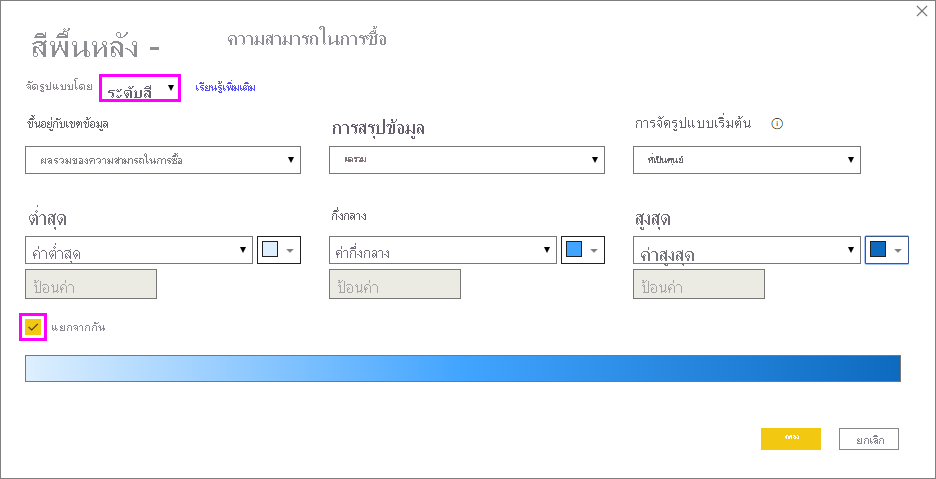 สีพื้นหลัง - ความสามารถในการซื้อ
จัดรูปแบบโดย ระดับสี เรียนรู้เพิ่มเติม
ขึ้นอยู่กับเขตข้อมูล การสรุปข้อมูล การจัดรูปแบบเริ่มต้น
ผลรวมของความสามารถในการซื้อ ผลรวม ที่เป็นศูนย์
ต่ำสุด กึ่งกลาง สูงสุด
ค่าต่ำสุด ค่ากึ่งกลาง ค่าสูงสุด
ป้อนค่า ป้อนค่า ป้อนค่า
แยกจากกัน
ตกลง ยกเลิก